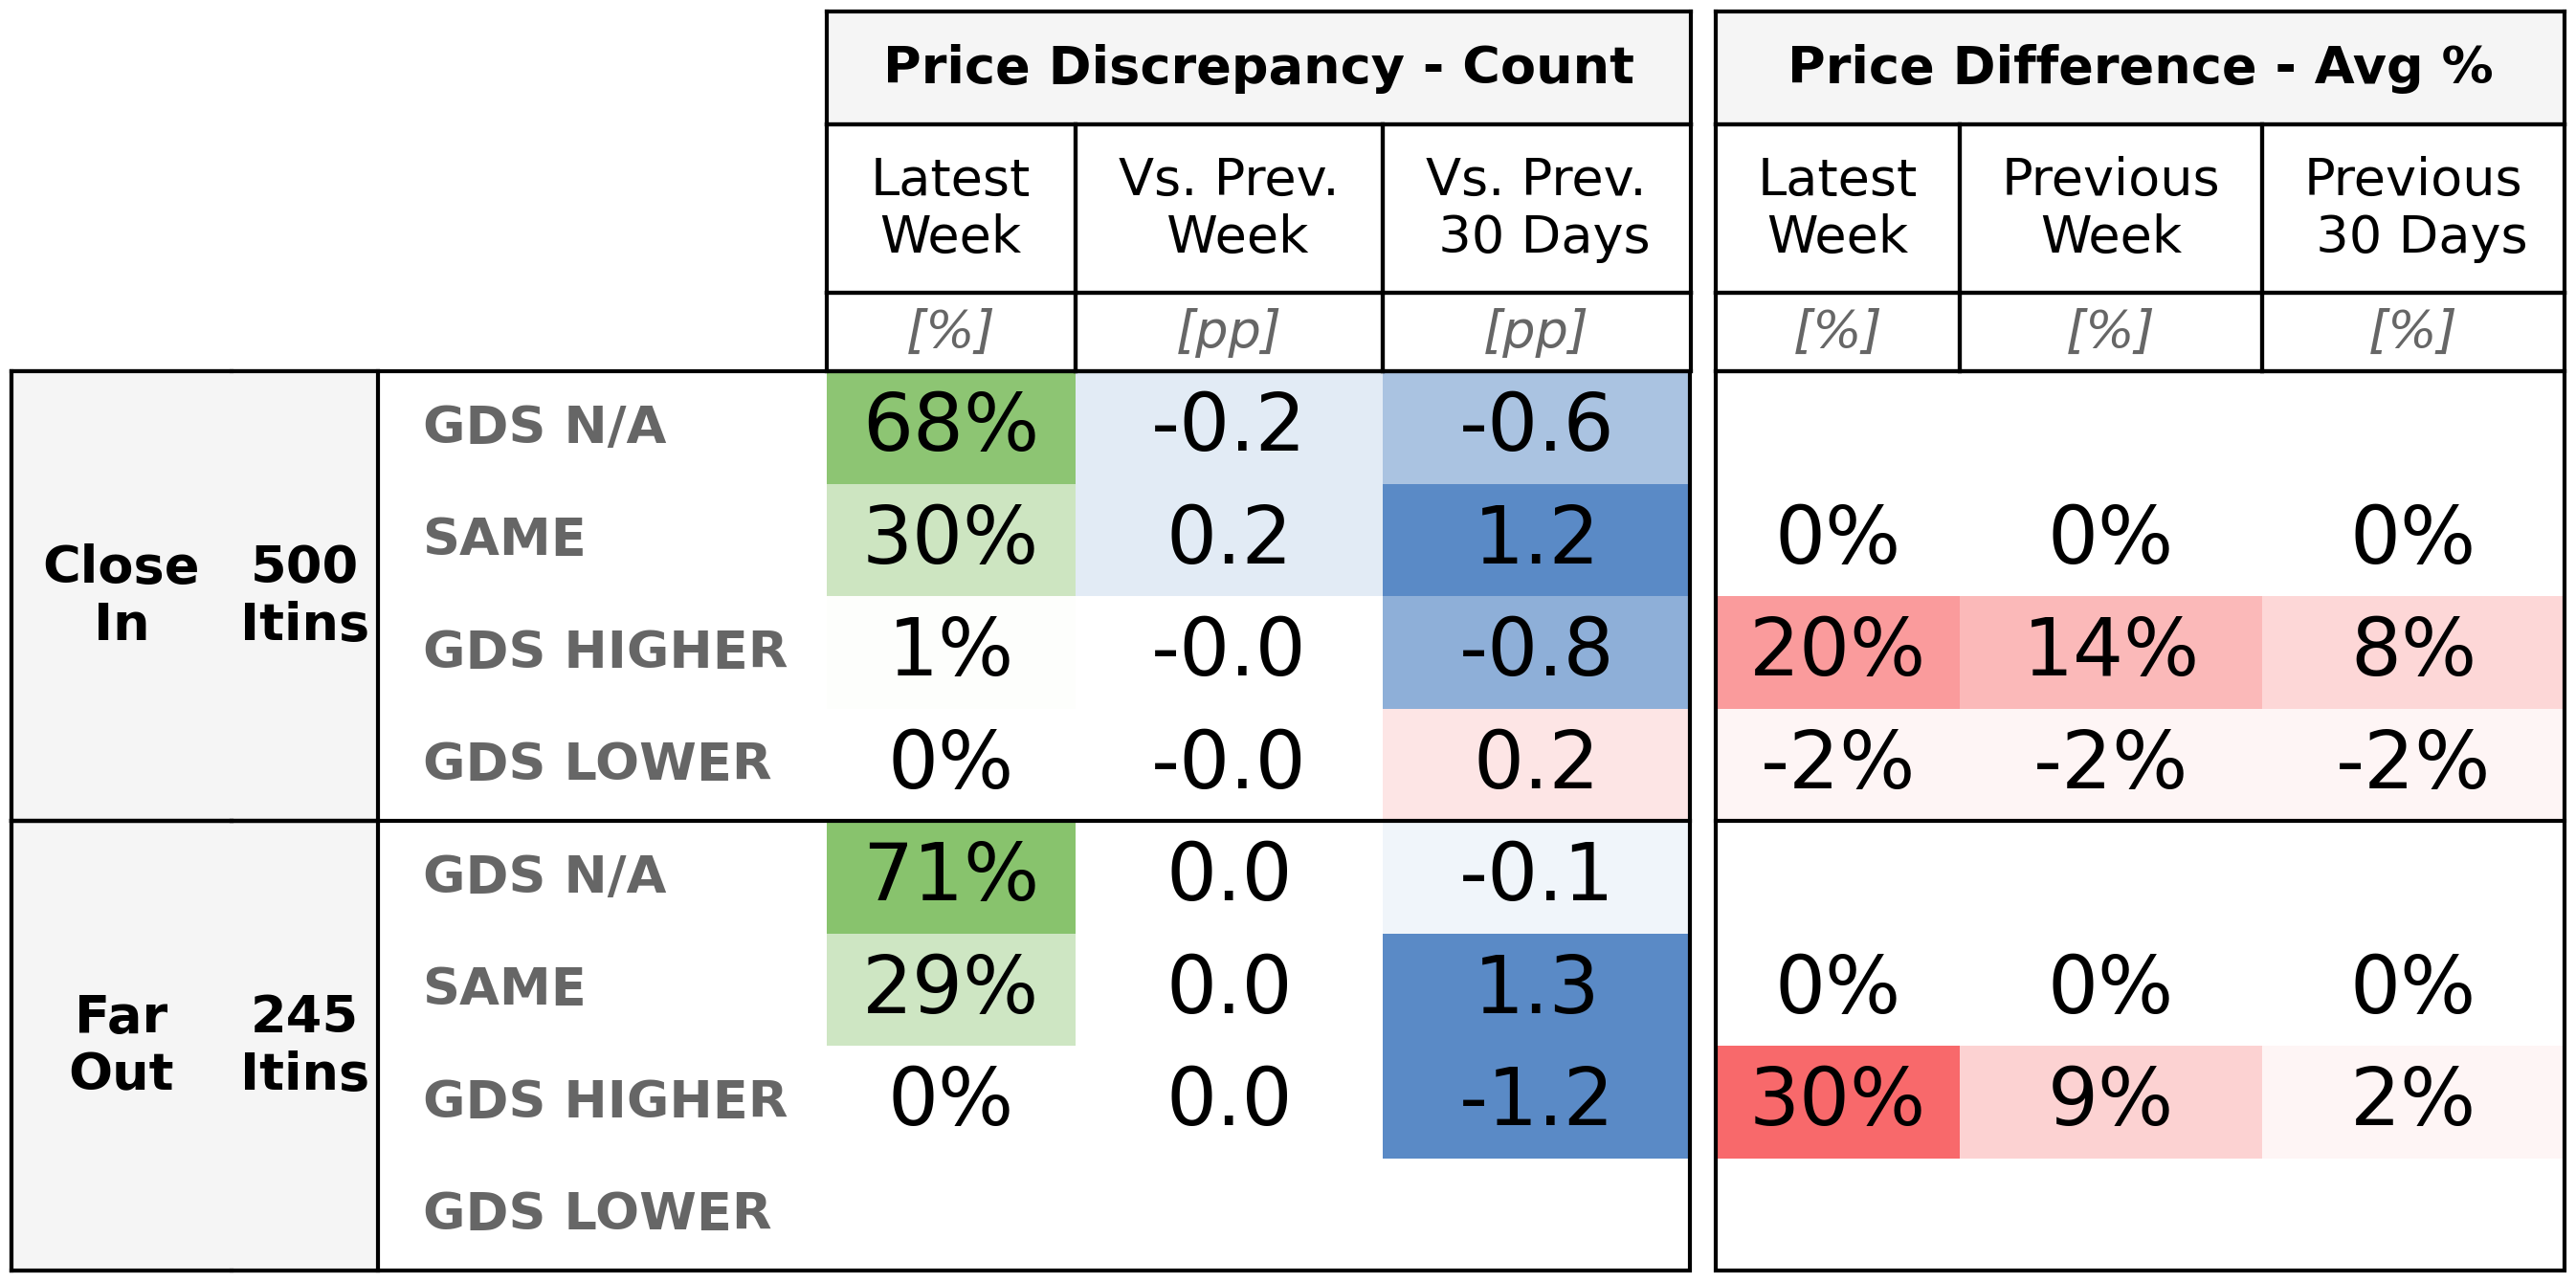 Price Discrepancy - Count Price Difference - Avg %
Latest Week Vs. Prev. Week Vs. Prev. 30 Days Latest Week Previous Week Previous 30 Days
[%] [pp] [pp] [%] [%] [%]
Close In 500 Itins
GDS N/A 68% -0.2 -0.6
SAME 30% 0.2 1.2 0% 0% 0%
GDS HIGHER 1% -0.0 -0.8 20% 14% 8%
GDS LOWER 0% -0.0 0.2 -2% -2% -2%
Far Out 245 Itins
GDS N/A 71% 0.0 -0.1
SAME 29% 0.0 1.3 0% 0% 0%
GDS HIGHER 0% 0.0 -1.2 30% 9% 2%
GDS LOWER